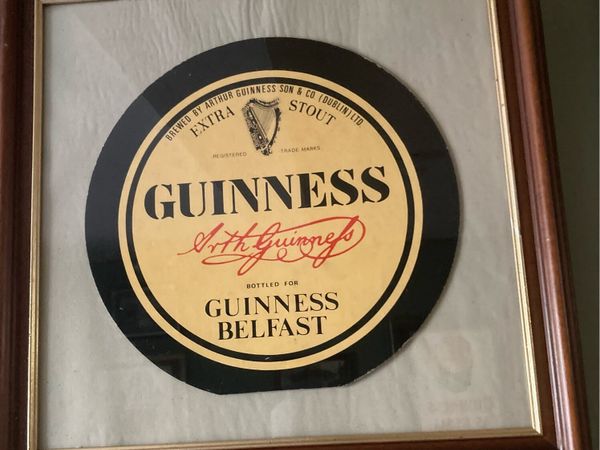 BREWED BY ARTHUR GUINNESS SON & CO. (DUBLIN) LTD.
EXTRA STOUT
REGISTERED TRADE MARKS
GUINNESS
Arth Guinness
BOTTLED FOR
GUINNESS
BELFAST